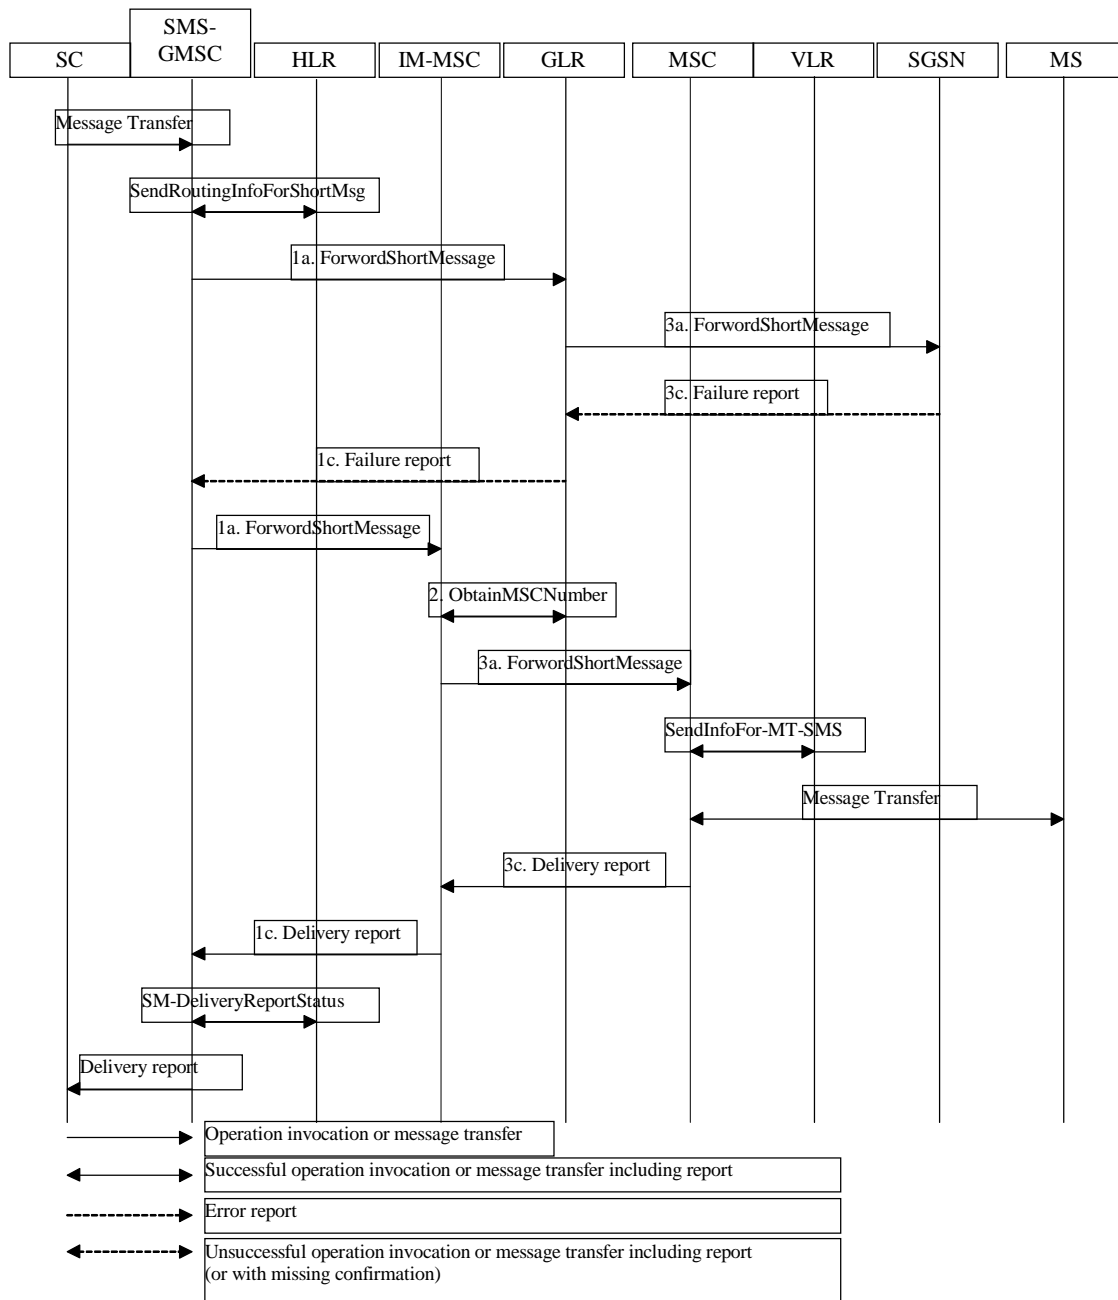 SMS-
GMSC
SC
HLR
IM-MSC
GLR
MSC
VLR
SGSN
MS
Message Transfer
SendRoutingInfoForShortMsg
1a. ForwordShortMessage
3a. ForwordShortMessage
3c. Failure report
1c. Failure report
1a. ForwordShortMessage
2. ObtainMSCNumber
3a. ForwordShortMessage
SendInfoFor-MT-SMS
Message Transfer
3c. Delivery report
1c. Delivery report
SM-DeliveryReportStatus
Delivery report
Operation invocation or message transfer
Successful operation invocation or message transfer including report
Error report
Unsuccessful operation invocation or message transfer including report
(or with missing confirmation)